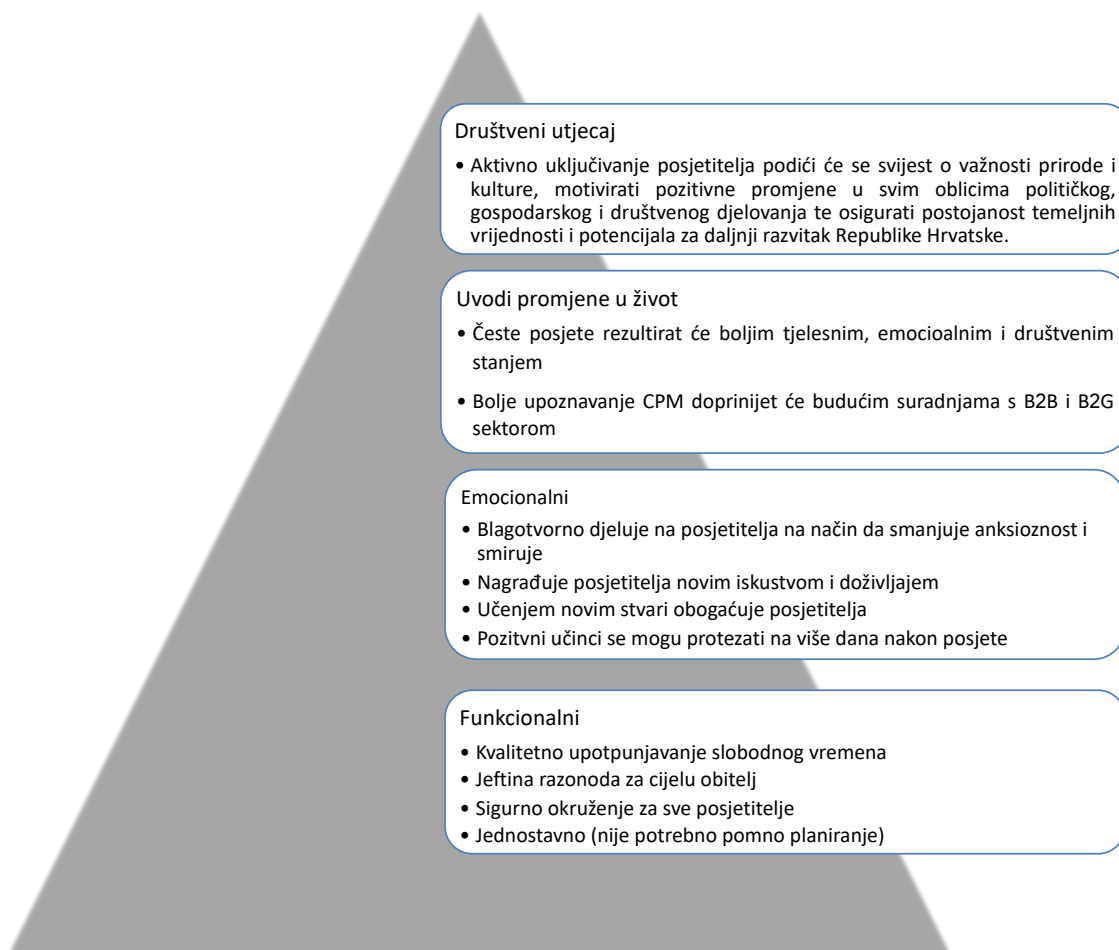 Društveni utjecaj
• Aktivno uključivanje posjetitelja podići će se svijest o važnosti prirode i
kulture, motivirati pozitivne promjene u svim oblicima političkog,
gospodarskog i društvenog djelovanja te osigurati postojanost temeljnih
vrijednosti i potencijala za daljnji razvitak Republike Hrvatske.
Uvodi promjene u život
• Česte posjete rezultirat će boljim tjelesnim, emocioalnim i društvenim
stanjem
• Bolje upoznavanje CPM doprinijet će budućim suradnjama s B2B i B2G
sektorom
Emocionalni
• Blagotvorno djeluje na posjetitelja na način da smanjuje anksioznost i
smiruje
• Nagrađuje posjetitelja novim iskustvom i doživljajem
• Učenjem novim stvari obogaćuje posjetitelja
• Pozitvni učinci se mogu protezati na više dana nakon posjete
Funkcionalni
• Kvalitetno upotpunjavanje slobodnog vremena
• Jeftina razonoda za cijelu obitelj
• Sigurno okruženje za sve posjetitelje
• Jednostavno (nije potrebno pomno planiranje)